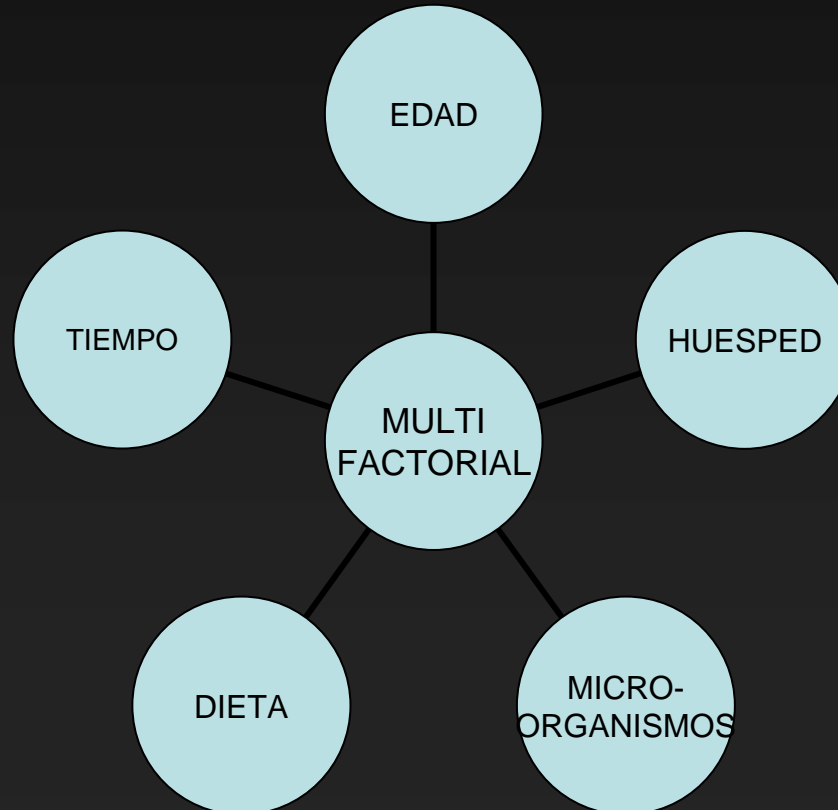 EDAD
TIEMPO
HUESPED
MULTI
FACTORIAL
DIETA
MICRO-
ORGANISMOS